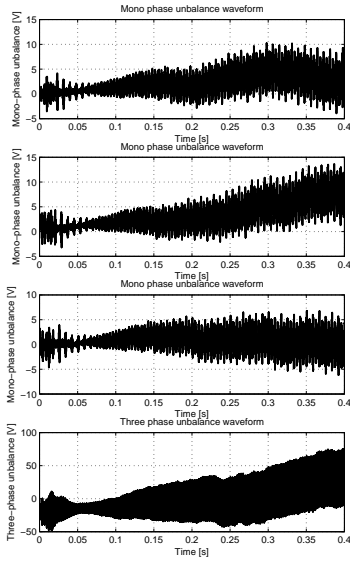 Mono phase unbalance waveform
Mono−phase unbalance [V]
15
10
5
0
−5
0 0.05 0.1 0.15 0.2 0.25 0.3 0.35 0.4
Time [s]
Mono phase unbalance waveform
Mono−phase unbalance [V]
15
10
5
0
−5
0 0.05 0.1 0.15 0.2 0.25 0.3 0.35 0.4
Time [s]
Mono phase unbalance waveform
Mono−phase unbalance [V]
10
5
0
−5
−10
0 0.05 0.1 0.15 0.2 0.25 0.3 0.35 0.4
Time [s]
Three phase unbalance waveform
Three−phase unbalance [V]
100
50
0
−50
0 0.05 0.1 0.15 0.2 0.25 0.3 0.35 0.4
Time [s]